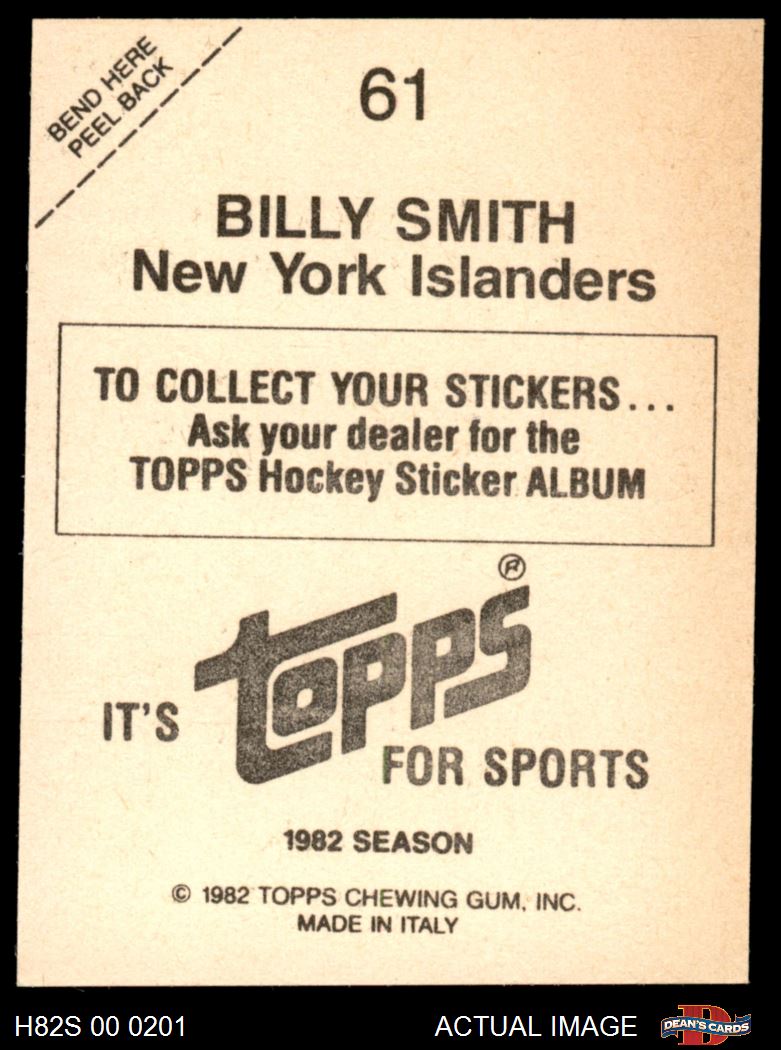 BEND HERE
PEEL BACK
61
BILLY SMITH
New York Islanders
TO COLLECT YOUR STICKERS...
Ask your dealer for the
TOPPS Hockey Sticker ALBUM
®
IT'S topps
FOR SPORTS
1982 SEASON
© 1982 TOPPS CHEWING GUM, INC.
MADE IN ITALY
H82S 00 0201
ACTUAL IMAGE
D
DEAN'S CARDS